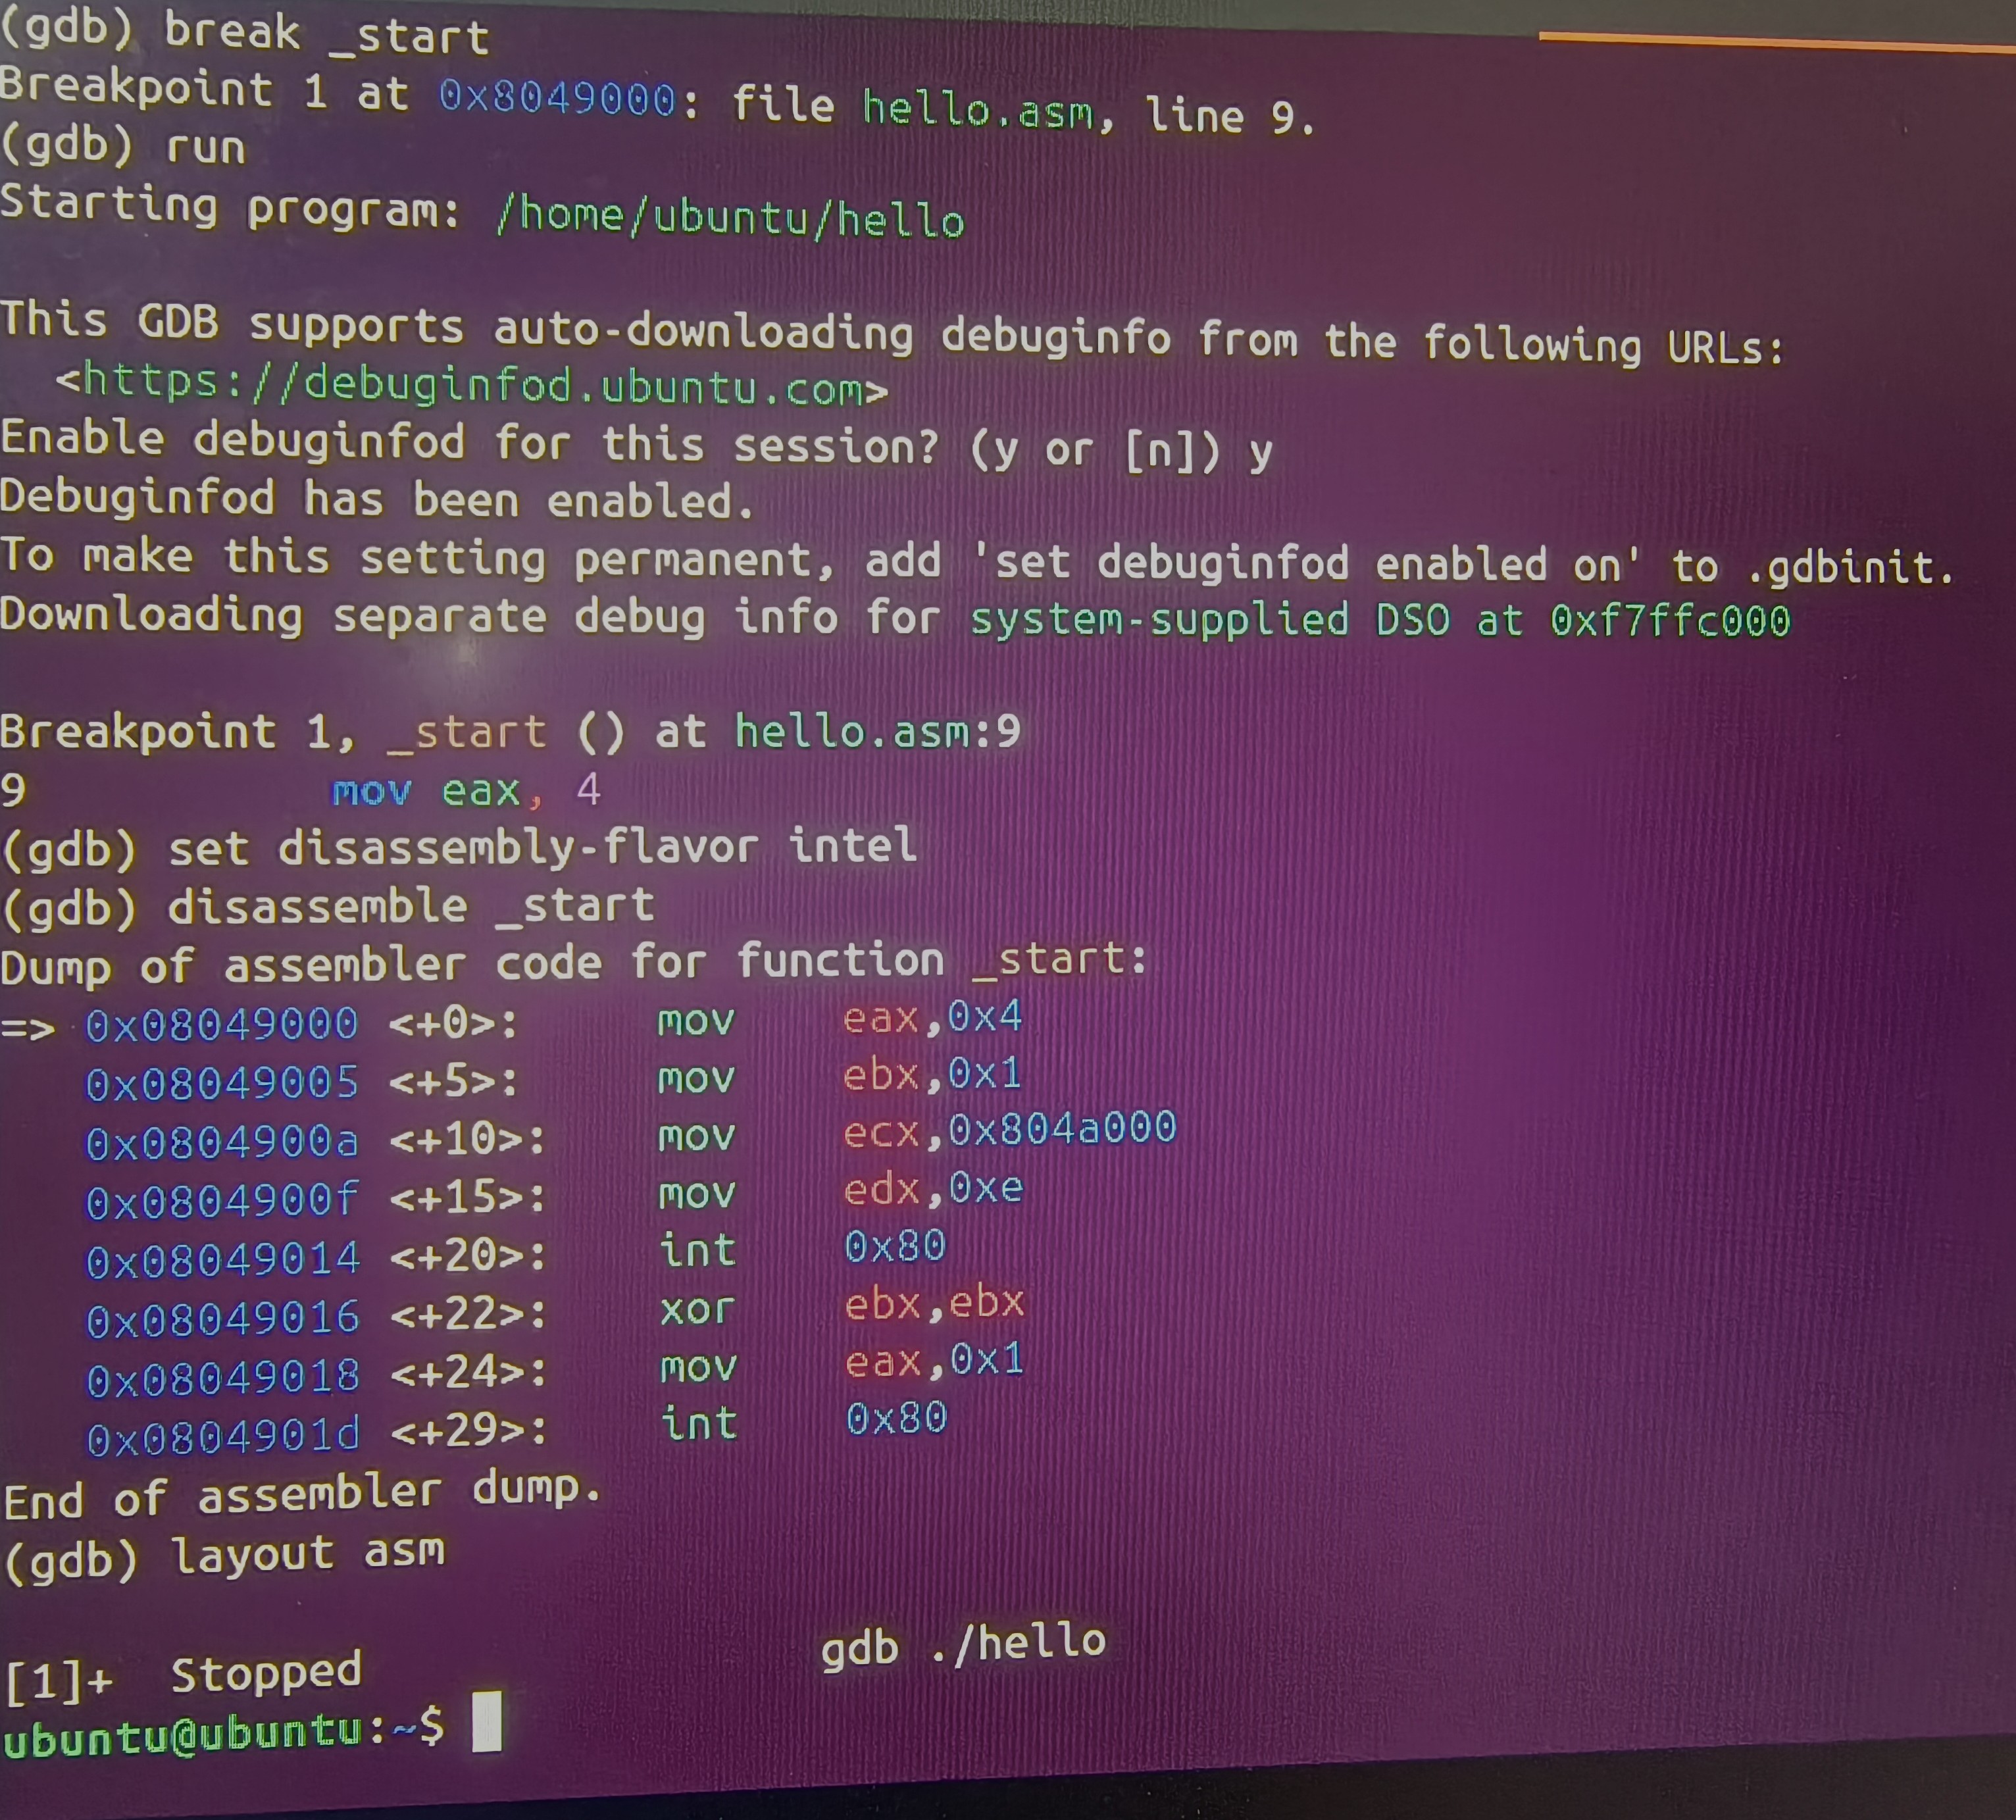 (gdb) break _start
Breakpoint 1 at 0x8049000: file hello.asm, line 9.
(gdb) run
Starting program: /home/ubuntu/hello

This GDB supports auto-downloading debuginfo from the following URLs:
  <https://debuginfod.ubuntu.com>
Enable debuginfod for this session? (y or [n]) y
Debuginfod has been enabled.
To make this setting permanent, add 'set debuginfod enabled on' to .gdbinit.
Downloading separate debug info for system-supplied DSO at 0xf7ffc000

Breakpoint 1, _start () at hello.asm:9
9           mov eax, 4
(gdb) set disassembly-flavor intel
(gdb) disassemble _start
Dump of assembler code for function _start:
=> 0x08049000 <+0>:     mov    eax,0x4
   0x08049005 <+5>:     mov    ebx,0x1
   0x0804900a <+10>:    mov    ecx,0x804a000
   0x0804900f <+15>:    mov    edx,0xe
   0x08049014 <+20>:    int    0x80
   0x08049016 <+22>:    xor    ebx,ebx
   0x08049018 <+24>:    mov    eax,0x1
   0x0804901d <+29>:    int    0x80
End of assembler dump.
(gdb) layout asm

[1]+  Stopped                 gdb ./hello
ubuntu@ubuntu:~$